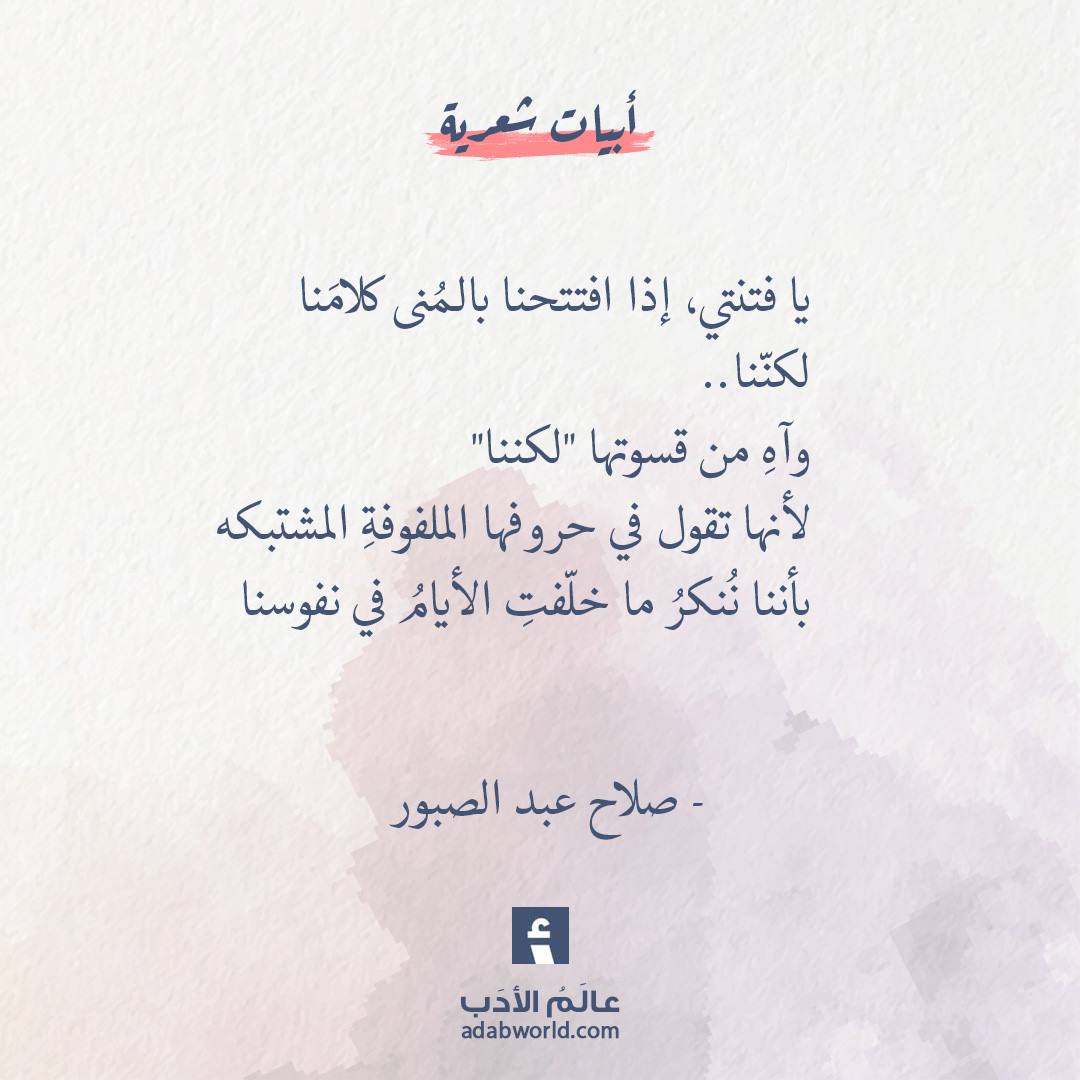 أبيات شعرية
يا فتنتي، إذا افتتحنا بالمُنى كلامَنا
لكنّنا..
وآهِ من قسوتها "لكننا"
لأنها تقول في حروفها الملفوفةِ المشتبكه
بأننا نُنكرُ ما خلّفتِ الأيامُ في نفوسنا
- صلاح عبد الصبور
أ
عالَمُ الأدَب
adabworld.com